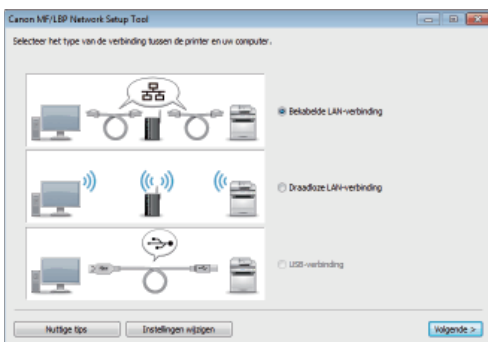 Canon MF/LBP Network Setup Tool
Selecteer het type van de verbinding tussen de printer en uw computer.
Bekabelde LAN-verbinding
Draadloze LAN-verbinding
USB-verbinding
Nuttige tips
Instellingen wijzigen
Volgende >